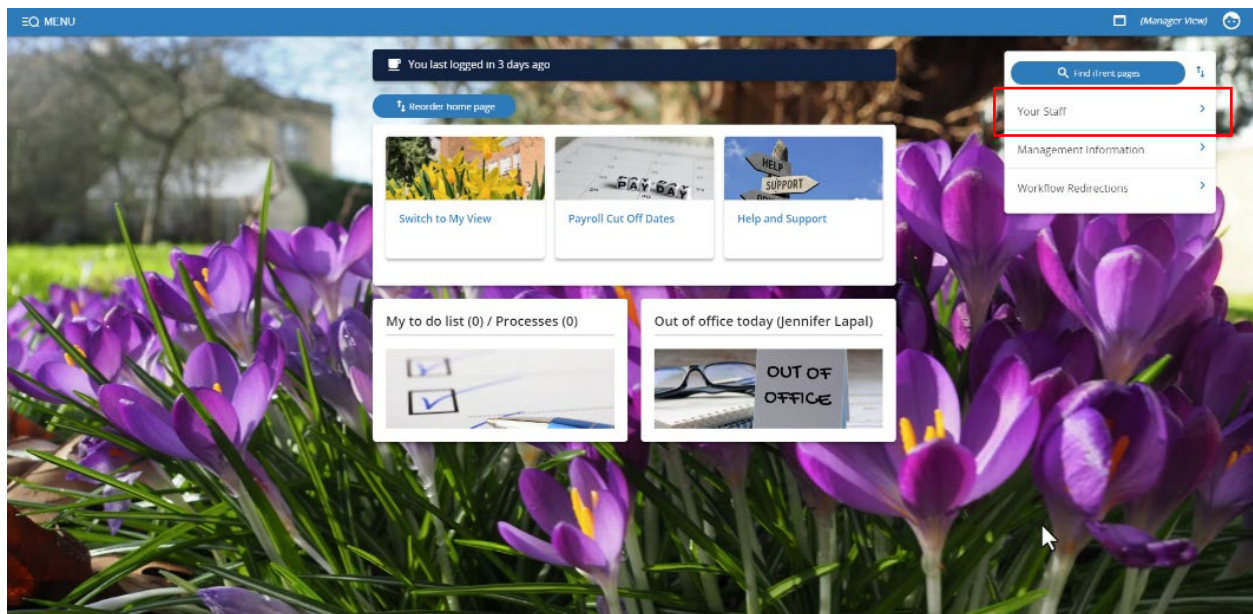 MENU
(Manager View)
You last logged in 3 days ago
Reorder home page
Find iTrent pages
Your Staff
Management Information
Workflow Redirections
PAY DAY
HELP
SUPPORT
Switch to My View
Payroll Cut Off Dates
Help and Support
My to do list (0) / Processes (0)
Out of office today (Jennifer Lapal)
OUT OF
OFFICE